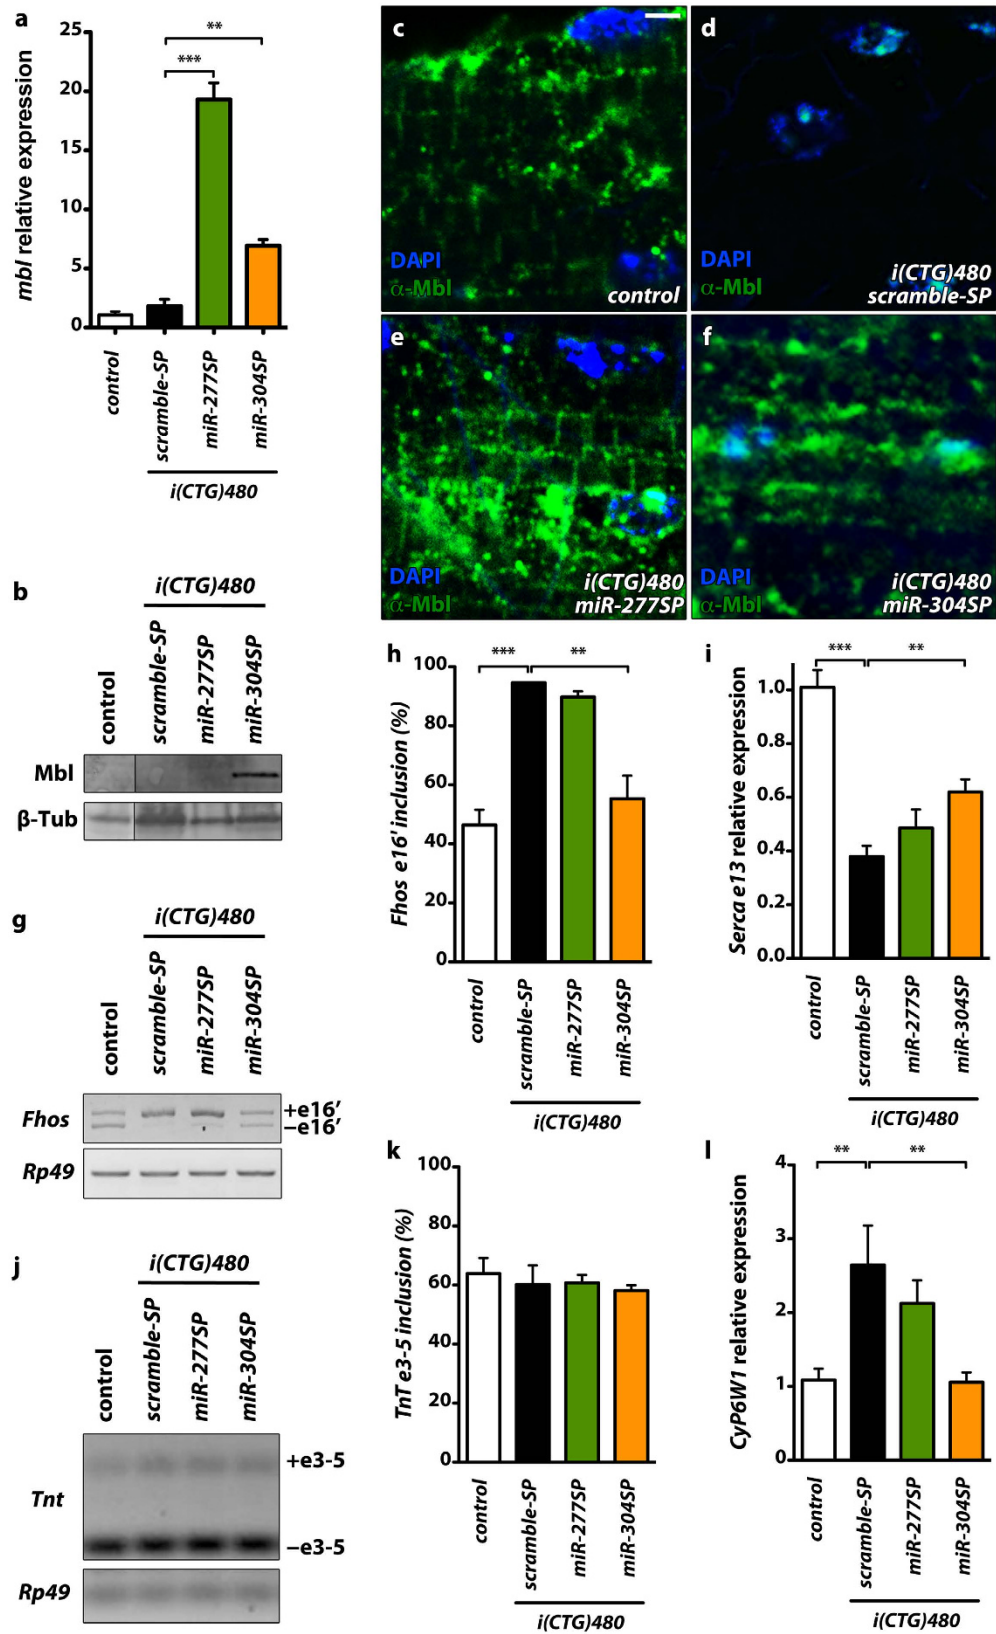 a
mbl relative expression
25
20
15
10
5
0
**
***
control
scramble-SP
miR-277SP
miR-304SP
i(CTG)480
c
DAPI
α-Mbl
control
d
DAPI
α-Mbl
i(CTG)480
scramble-SP
e
DAPI
α-Mbl
i(CTG)480
miR-277SP
f
DAPI
α-Mbl
i(CTG)480
miR-304SP
b
i(CTG)480
control
scramble-SP
miR-277SP
miR-304SP
Mbl
β-Tub
g
i(CTG)480
control
scramble-SP
miR-277SP
miR-304SP
Fhos
+e16’
−e16’
Rp49
h
Fhos e16’ inclusion (%)
100
80
60
40
20
0
***
**
control
scramble-SP
miR-277SP
miR-304SP
i(CTG)480
i
Serca e13 relative expression
1.0
0.8
0.6
0.4
0.2
0.0
***
**
control
scramble-SP
miR-277SP
miR-304SP
i(CTG)480
j
i(CTG)480
control
scramble-SP
miR-277SP
miR-304SP
Tnt
+e3-5
−e3-5
Rp49
k
TnT e3-5 inclusion (%)
100
80
60
40
20
0
control
scramble-SP
miR-277SP
miR-304SP
i(CTG)480
l
CyP6W1 relative expression
4
3
2
1
0
**
**
control
scramble-SP
miR-277SP
miR-304SP
i(CTG)480